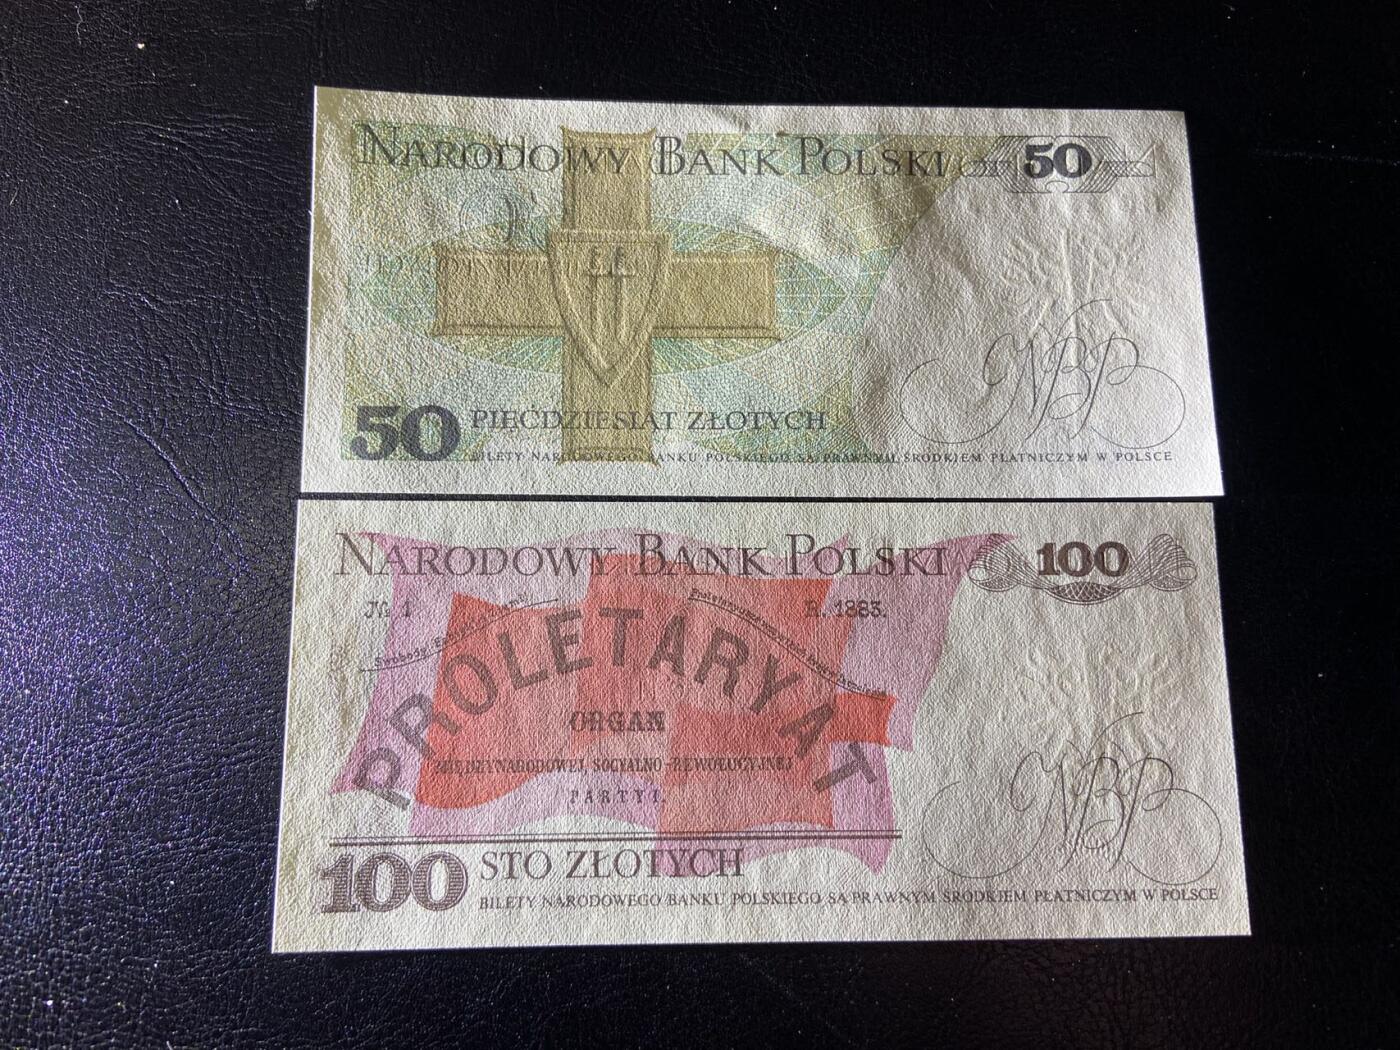 NARODOWY BANK POLSKI 50
50 PIĘĆDZIESIĄT ZŁOTYCH
NBP
BILETY NARODOWEGO BANKU POLSKIEGO SĄ PRAWNYM ŚRODKIEM PŁATNICZYM W POLSCE
NARODOWY BANK POLSKI 100
№ 1 R. 1883.
PROLETARYAT
ORGAN
MIĘDZYNARODOWEJ, SOCYALNO-REWOLUCYJNEJ
PARTYI.
NBP
100 STO ZŁOTYCH
BILETY NARODOWEGO BANKU POLSKIEGO SĄ PRAWNYM ŚRODKIEM PŁATNICZYM W POLSCE